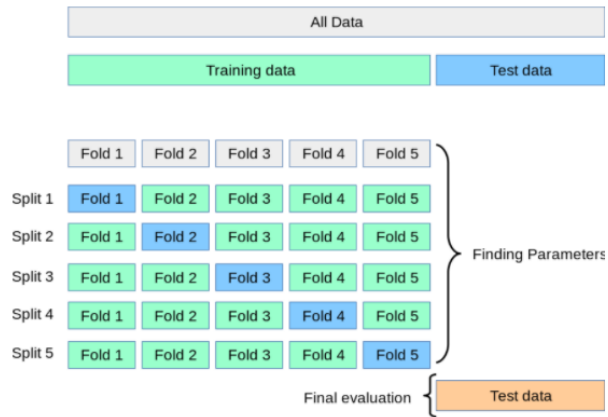 All Data
Training data Test data
Fold 1 Fold 2 Fold 3 Fold 4 Fold 5
Split 1 Fold 1 Fold 2 Fold 3 Fold 4 Fold 5
Split 2 Fold 1 Fold 2 Fold 3 Fold 4 Fold 5
Finding Parameters
Split 3 Fold 1 Fold 2 Fold 3 Fold 4 Fold 5
Split 4 Fold 1 Fold 2 Fold 3 Fold 4 Fold 5
Split 5 Fold 1 Fold 2 Fold 3 Fold 4 Fold 5
Final evaluation Test data